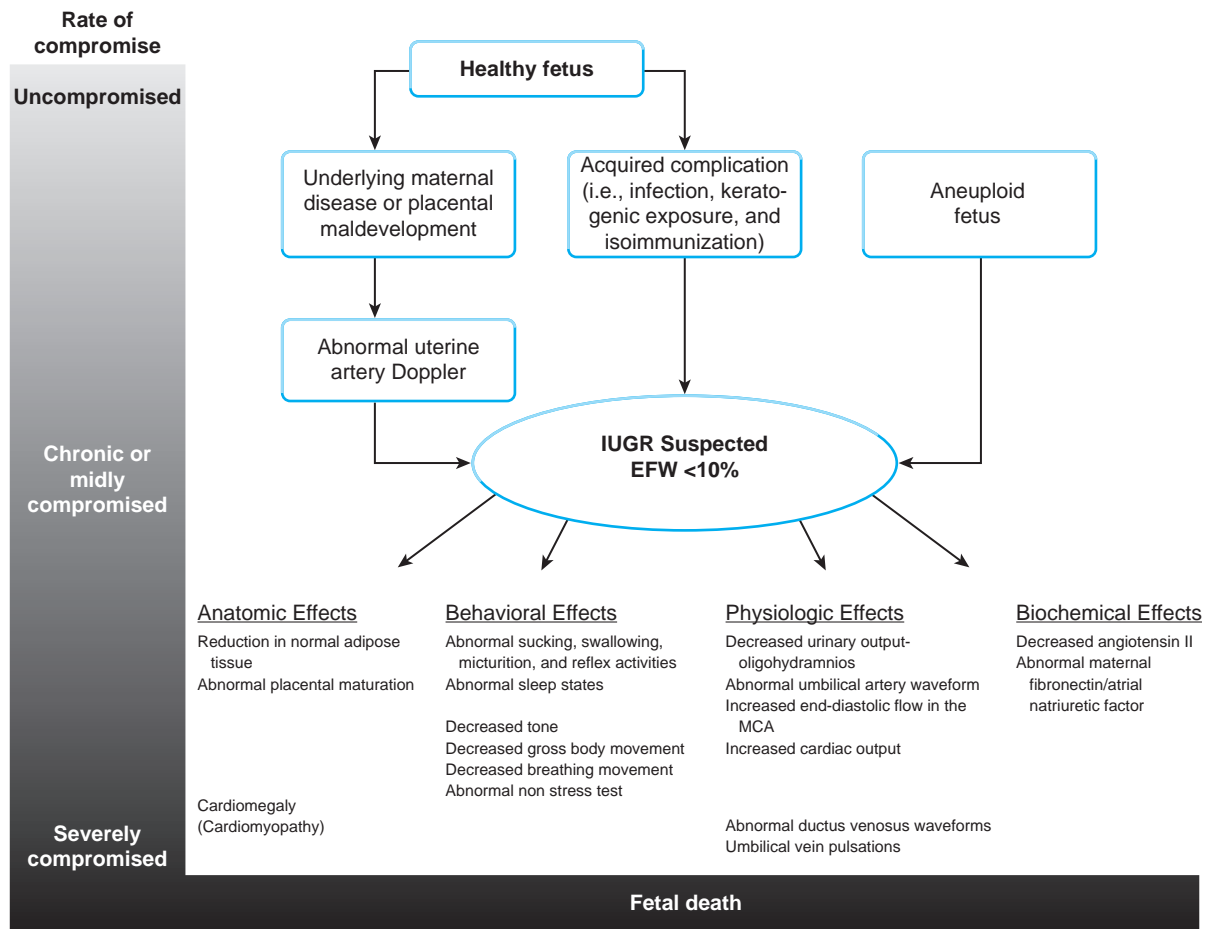 Rate of
compromise
Uncompromised
Healthy fetus
Underlying maternal
disease or placental
maldevelopment
Acquired complication
(i.e., infection, kerato-
genic exposure, and
isoimmunization)
Aneuploid
fetus
Abnormal uterine
artery Doppler
Chronic or
midly
compromised
IUGR Suspected
EFW <10%
Anatomic Effects
Reduction in normal adipose
tissue
Abnormal placental maturation
Cardiomegaly
(Cardiomyopathy)
Behavioral Effects
Abnormal sucking, swallowing,
micturition, and reflex activities
Abnormal sleep states
Decreased tone
Decreased gross body movement
Decreased breathing movement
Abnormal non stress test
Physiologic Effects
Decreased urinary output-
oligohydramnios
Abnormal umbilical artery waveform
Increased end-diastolic flow in the
MCA
Increased cardiac output
Abnormal ductus venosus waveforms
Umbilical vein pulsations
Biochemical Effects
Decreased angiotensin II
Abnormal maternal
fibronectin/atrial
natriuretic factor
Severely
compromised
Fetal death